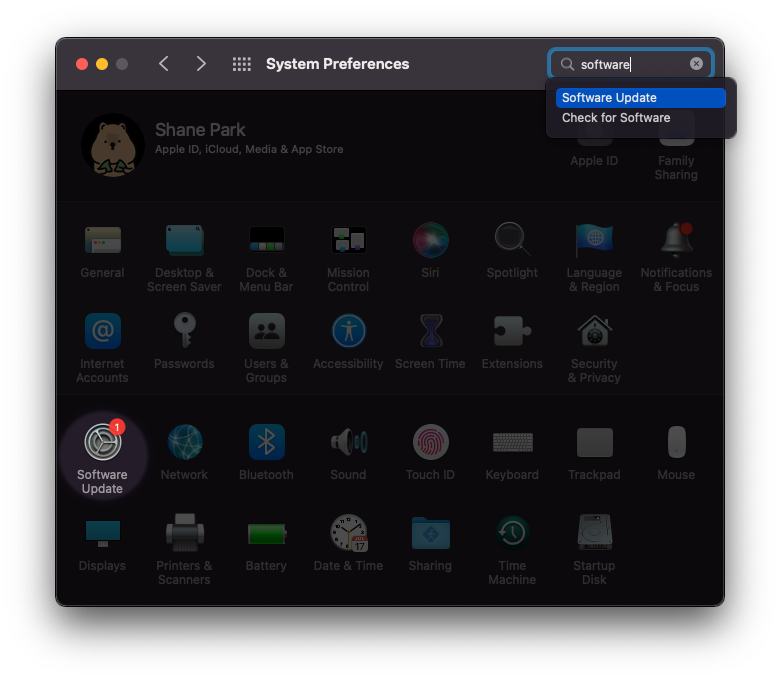 System Preferences
software
Software Update
Check for Software
Shane Park
Apple ID, iCloud, Media & App Store
Apple ID
Family
Sharing
General
Desktop &
Screen Saver
Dock &
Menu Bar
Mission
Control
Siri
Spotlight
Language
& Region
Notifications
& Focus
Internet
Accounts
Passwords
Users &
Groups
Accessibility
Screen Time
Extensions
Security
& Privacy
1
Software
Update
Network
Bluetooth
Sound
Touch ID
Keyboard
Trackpad
Mouse
Displays
Printers &
Scanners
Battery
JUL
17
Date & Time
Sharing
Time
Machine
Startup
Disk